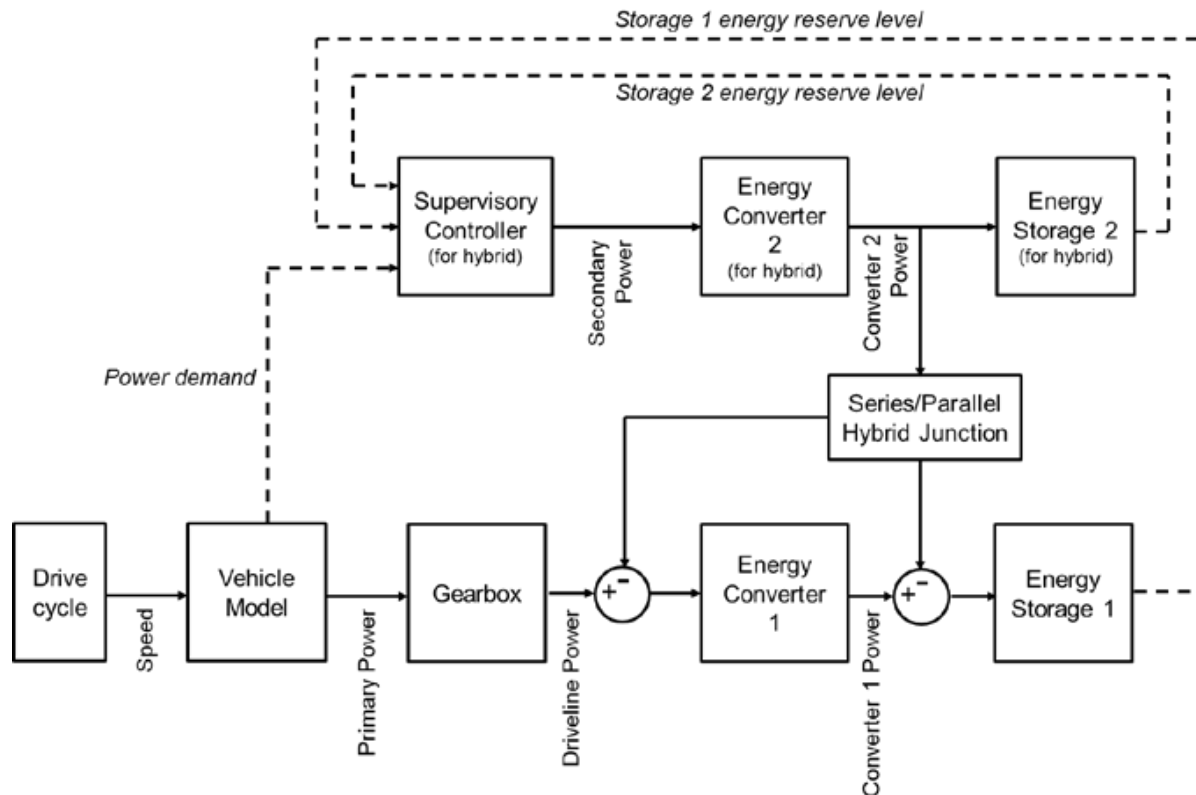 Storage 1 energy reserve level
Storage 2 energy reserve level
Supervisory
Controller
(for hybrid)
Secondary
Power
Energy
Converter
2
(for hybrid)
Converter 2
Power
Energy
Storage 2
(for hybrid)
Power demand
Series/Parallel
Hybrid Junction
Drive
cycle
Speed
Vehicle
Model
Primary Power
Gearbox
Driveline Power
+ -
Energy
Converter
1
Converter 1 Power
+ -
Energy
Storage 1